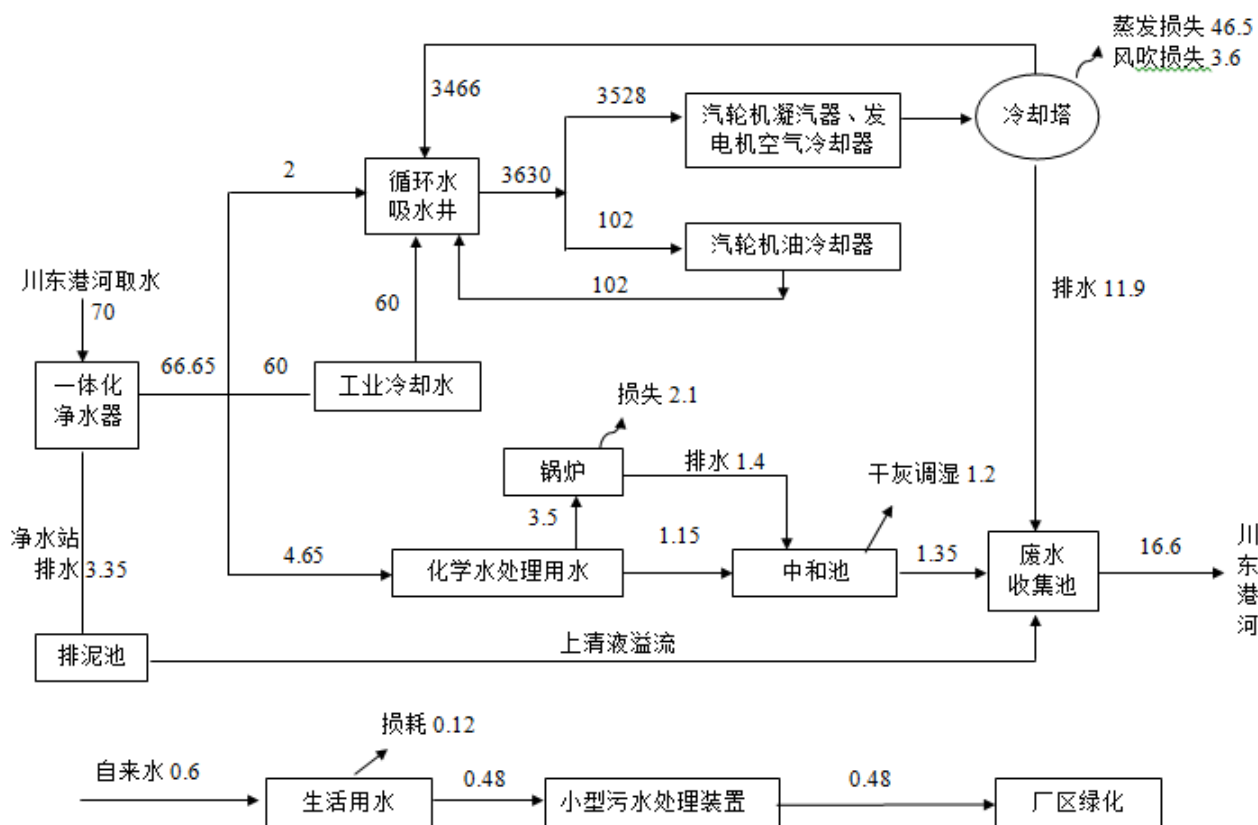 蒸发损失 46.5
风吹损失 3.6
3466
3528
汽轮机凝汽器、发
电机空气冷却器
冷却塔
2
循环水
吸水井
3630
102
汽轮机油冷却器
102
川东港河取水
70
60
排水 11.9
66.65
60
一体化
净水器
工业冷却水
损失 2.1
锅炉
排水 1.4
干灰调湿 1.2
3.5
净水站
排水
3.35
4.65
化学水处理用水
1.15
中和池
1.35
废水
收集池
16.6
川
东
港
河
排泥池
上清液溢流
损耗 0.12
自来水 0.6
生活用水
0.48
小型污水处理装置
0.48
厂区绿化